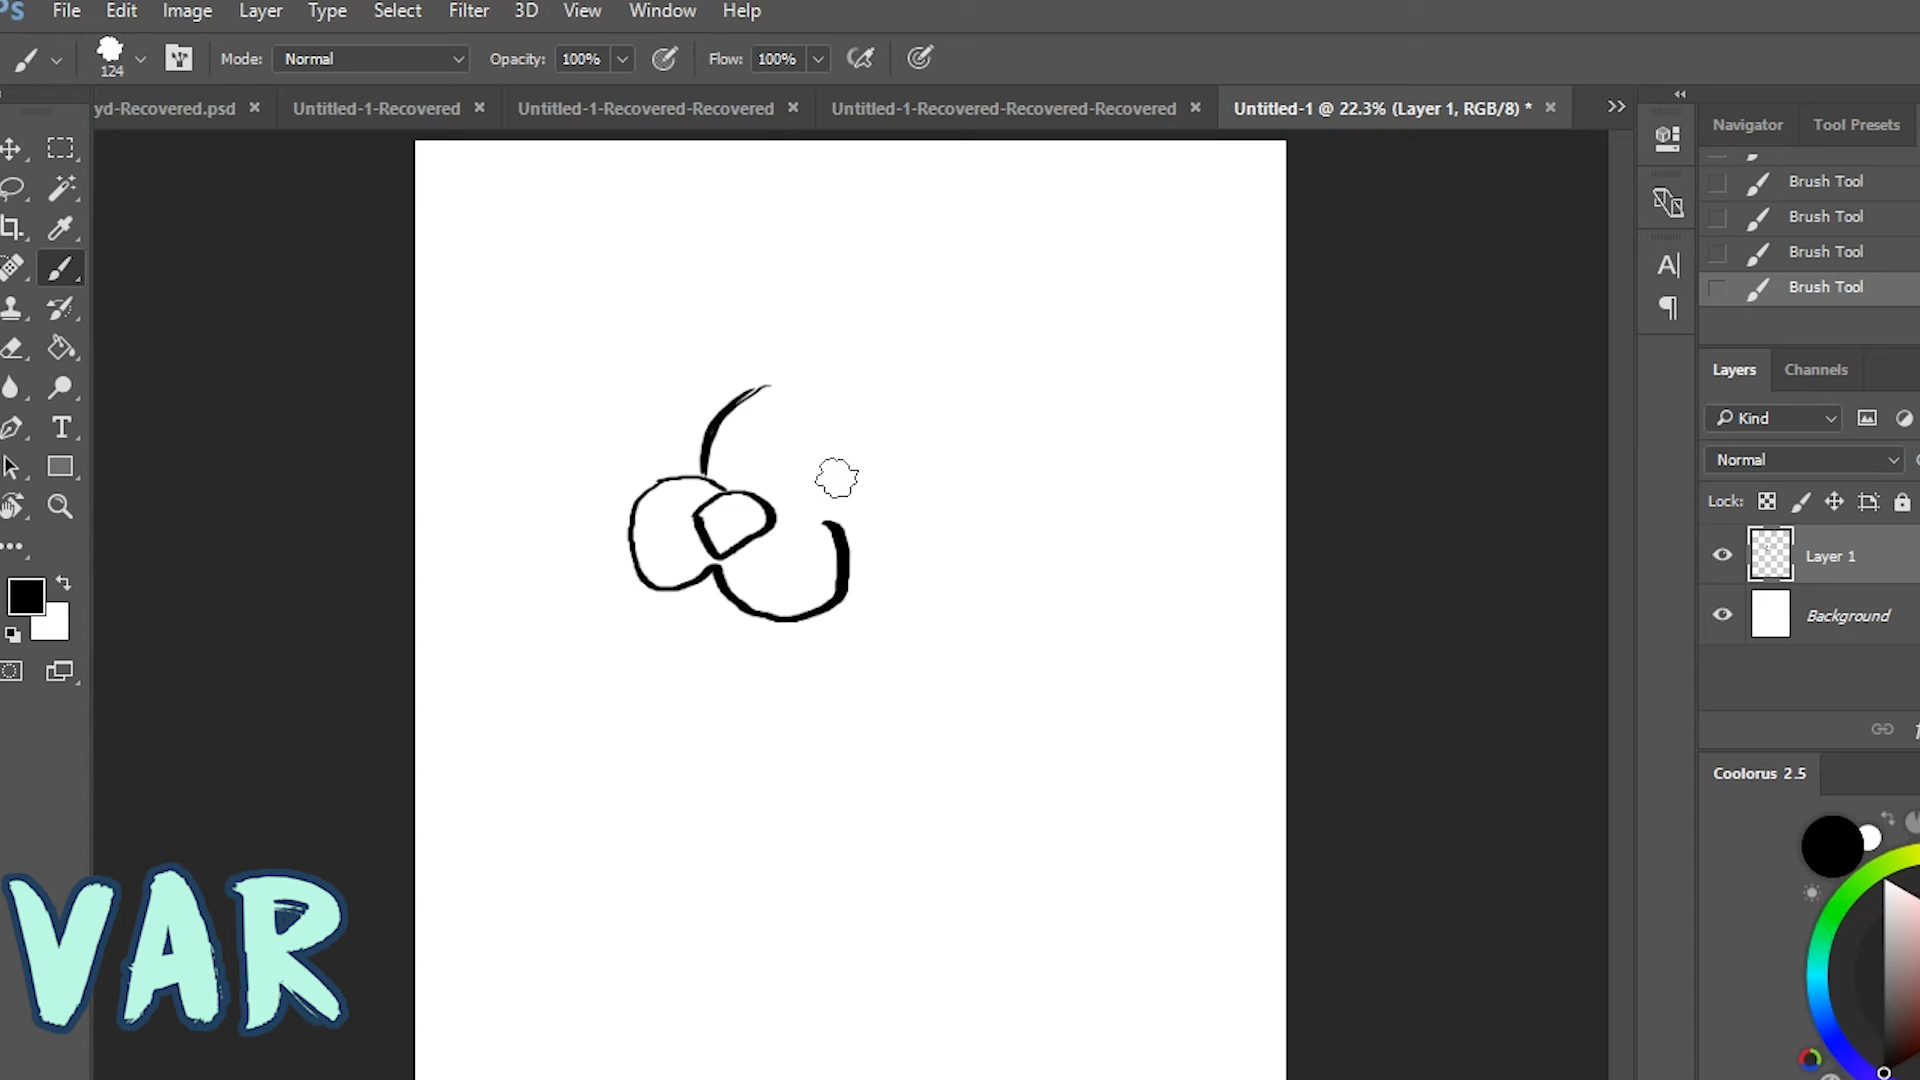 Ps File Edit Image Layer Type Select Filter 3D View Window Help
124 Mode: Normal Opacity: 100% Flow: 100%
yd-Recovered.psd × Untitled-1-Recovered × Untitled-1-Recovered-Recovered × Untitled-1-Recovered-Recovered-Recovered × Untitled-1 @ 22.3% (Layer 1, RGB/8) * ×
Navigator Tool Presets
Brush Tool
Brush Tool
Brush Tool
Brush Tool
Layers Channels
Kind
Normal
Lock:
Layer 1
Background
Coolorus 2.5
VAR